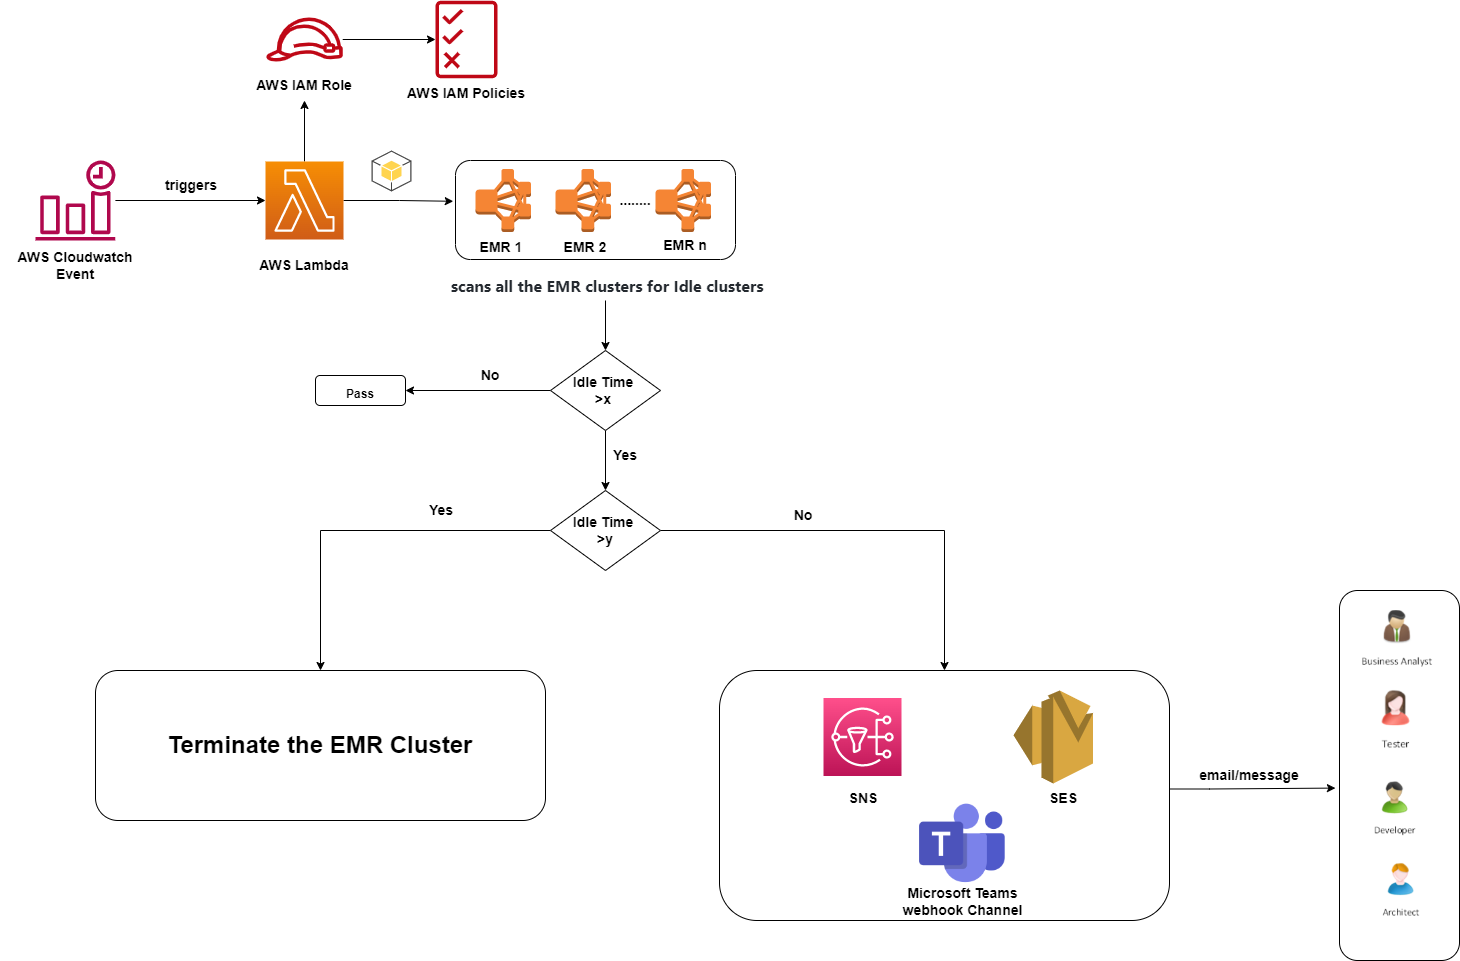 AWS IAM Role
AWS IAM Policies
triggers
AWS Cloudwatch
Event
AWS Lambda
EMR 1
EMR 2
........
EMR n
scans all the EMR clusters for Idle clusters
Idle Time
>x
No
Pass
Yes
Idle Time
>y
Yes
No
Terminate the EMR Cluster
SNS
SES
T
Microsoft Teams
webhook Channel
email/message
Business Analyst
Tester
Developer
Architect